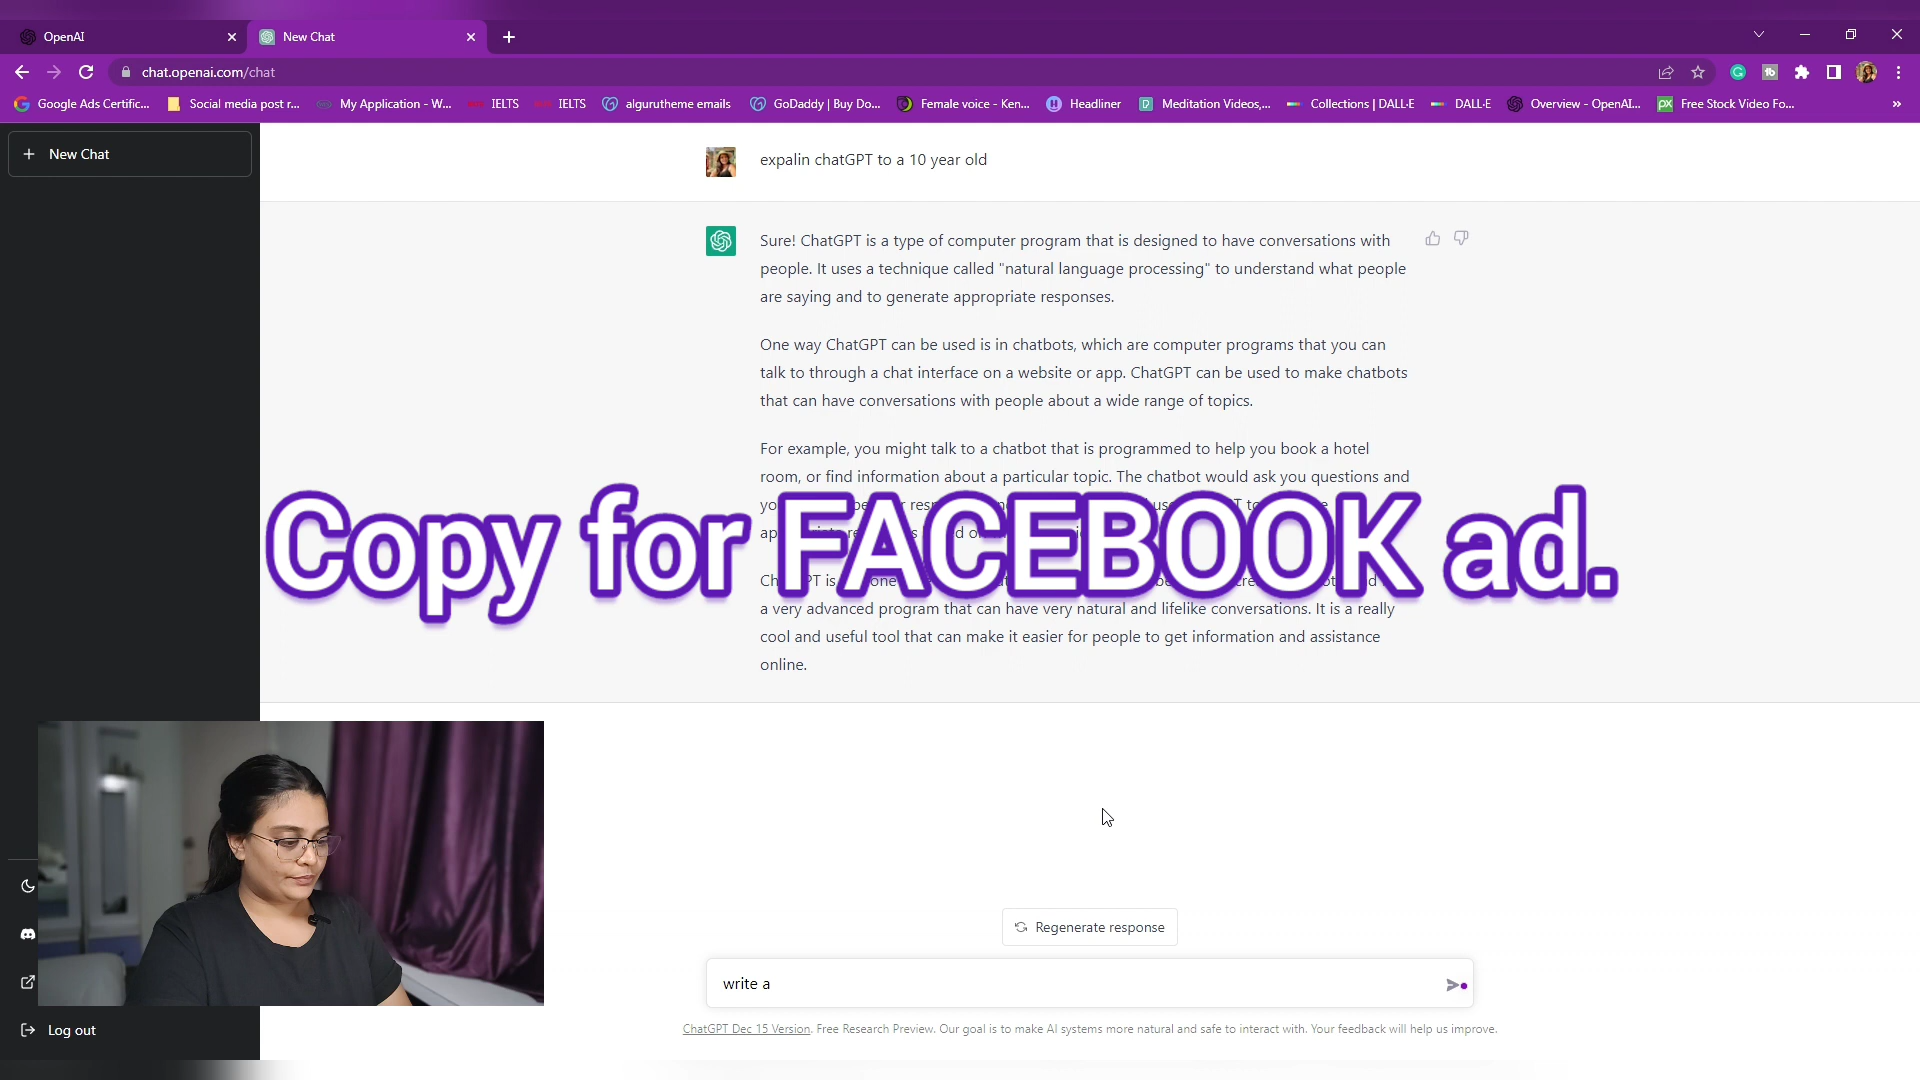 OpenAI
New Chat
chat.openai.com/chat
Google Ads Certific... Social media post r... My Application - W... IELTS IELTS algurutheme emails GoDaddy | Buy Do... Female voice - Ken... Headliner Meditation Videos,... Collections | DALL·E DALL·E Overview - OpenAI... Free Stock Video Fo...
New Chat
expalin chatGPT to a 10 year old
Sure! ChatGPT is a type of computer program that is designed to have conversations with
people. It uses a technique called "natural language processing" to understand what people
are saying and to generate appropriate responses.
One way ChatGPT can be used is in chatbots, which are computer programs that you can
talk to through a chat interface on a website or app. ChatGPT can be used to make chatbots
that can have conversations with people about a wide range of topics.
For example, you might talk to a chatbot that is programmed to help you book a hotel
room, or find information about a particular topic. The chatbot would ask you questions and
Copy for FACEBOOK ad.
a very advanced program that can have very natural and lifelike conversations. It is a really
cool and useful tool that can make it easier for people to get information and assistance
online.
Regenerate response
write a
ChatGPT Dec 15 Version. Free Research Preview. Our goal is to make AI systems more natural and safe to interact with. Your feedback will help us improve.
Log out